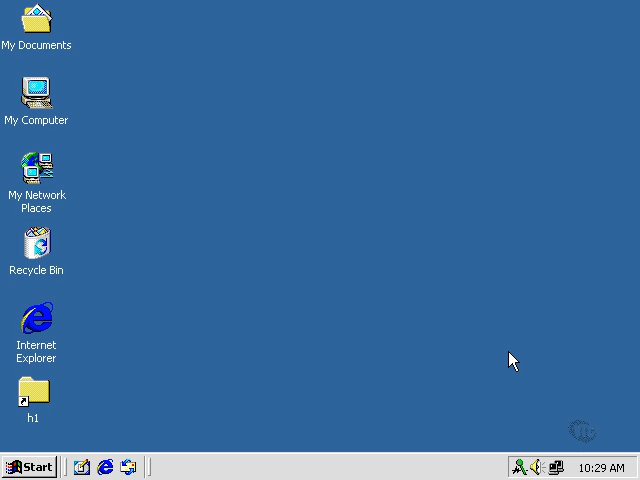 My Documents
My Computer
My Network
Places
Recycle Bin
Internet
Explorer
h1
Start
10:29 AM